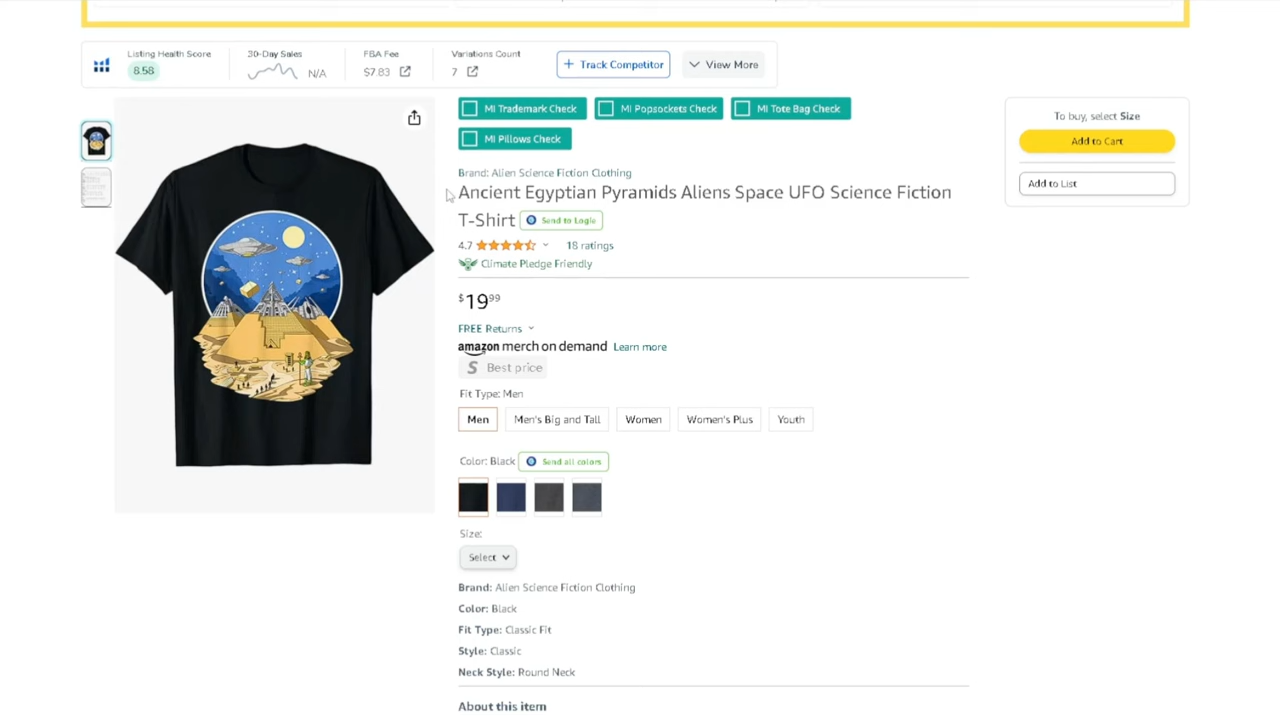 Listing Health Score
8.58
30-Day Sales
N/A
FBA Fee
$7.83
Variations Count
7
+ Track Competitor
View More
MI Trademark Check
MI Popsockets Check
MI Tote Bag Check
MI Pillows Check
Brand: Alien Science Fiction Clothing
Ancient Egyptian Pyramids Aliens Space UFO Science Fiction
T-Shirt
Send to Logie
4.7
18 ratings
Climate Pledge Friendly
$19.99
FREE Returns
amazon merch on demand Learn more
S Best price
Fit Type: Men
Men
Men's Big and Tall
Women
Women's Plus
Youth
Color: Black
Send all colors
Size:
Select
Brand: Alien Science Fiction Clothing
Color: Black
Fit Type: Classic Fit
Style: Classic
Neck Style: Round Neck
About this item
To buy, select Size
Add to Cart
Add to List